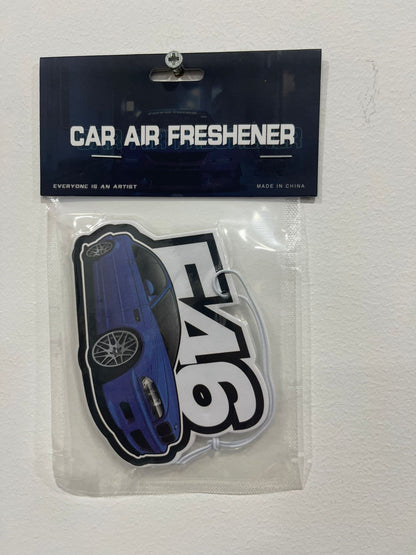 CAR AIR FRESHENER
EVERYONE IS AN ARTIST
MADE IN CHINA
E46